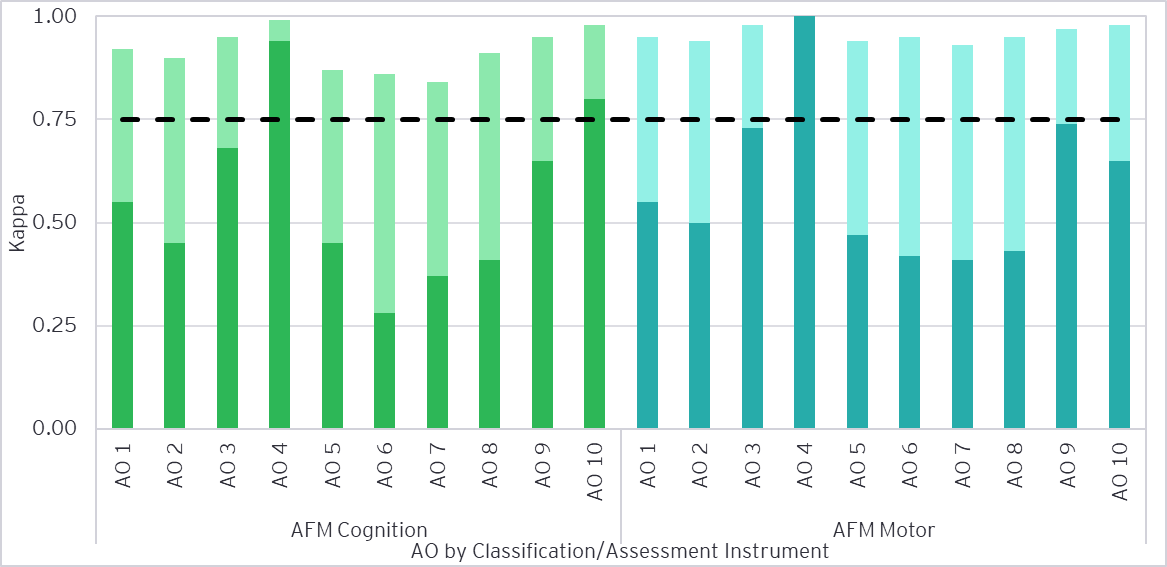 1.00
0.75
0.50
0.25
0.00
Kappa
AO 1
AO 2
AO 3
AO 4
AO 5
AO 6
AO 7
AO 8
AO 9
AO 10
AO 1
AO 2
AO 3
AO 4
AO 5
AO 6
AO 7
AO 8
AO 9
AO 10
AFM Cognition
AFM Motor
AO by Classification/Assessment Instrument